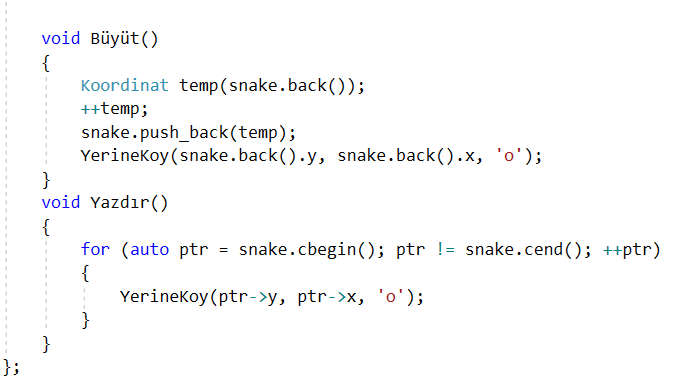 void Büyüt()
{
Koordinat temp(snake.back());
++temp;
snake.push_back(temp);
YerineKoy(snake.back().y, snake.back().x, 'o');
}
void Yazdır()
{
for (auto ptr = snake.cbegin(); ptr != snake.cend(); ++ptr)
{
YerineKoy(ptr->y, ptr->x, 'o');
}
}
};